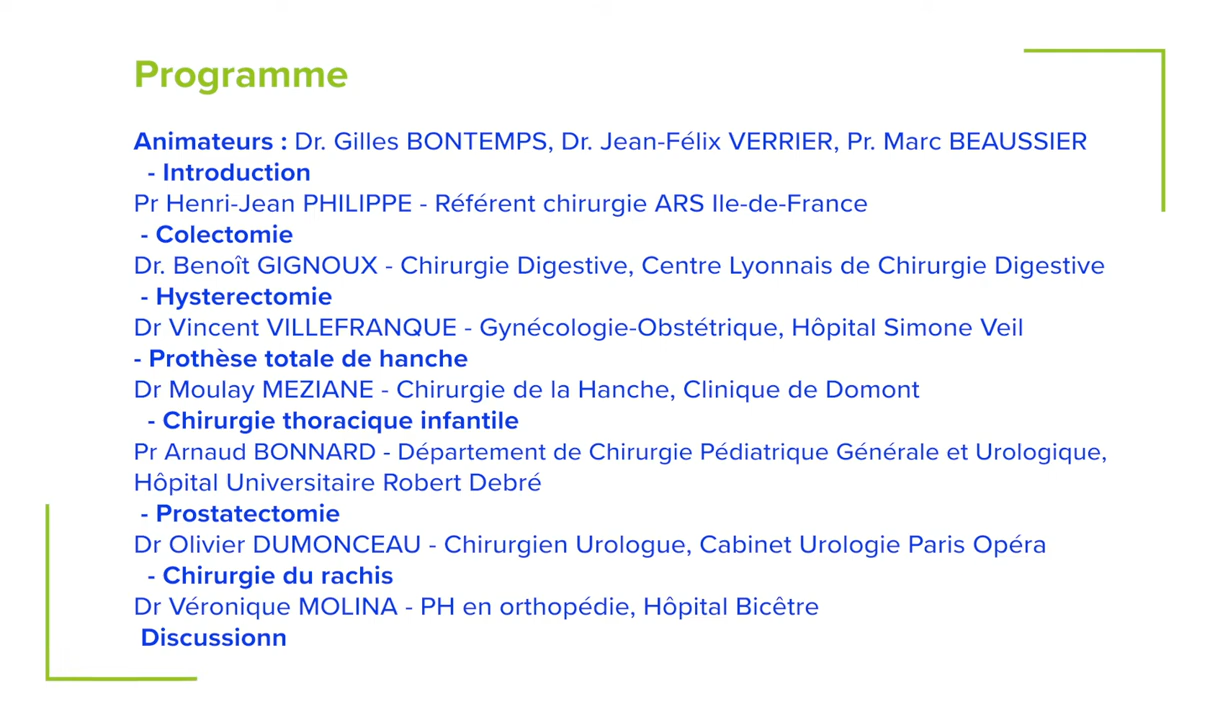 Programme
Animateurs : Dr. Gilles BONTEMPS, Dr. Jean-Félix VERRIER, Pr. Marc BEAUSSIER
- Introduction
Pr Henri-Jean PHILIPPE - Référent chirurgie ARS Ile-de-France
- Colectomie
Dr. Benoît GIGNOUX - Chirurgie Digestive, Centre Lyonnais de Chirurgie Digestive
- Hysterectomie
Dr Vincent VILLEFRANQUE - Gynécologie-Obstétrique, Hôpital Simone Veil
- Prothèse totale de hanche
Dr Moulay MEZIANE - Chirurgie de la Hanche, Clinique de Domont
- Chirurgie thoracique infantile
Pr Arnaud BONNARD - Département de Chirurgie Pédiatrique Générale et Urologique,
Hôpital Universitaire Robert Debré
- Prostatectomie
Dr Olivier DUMONCEAU - Chirurgien Urologue, Cabinet Urologie Paris Opéra
- Chirurgie du rachis
Dr Véronique MOLINA - PH en orthopédie, Hôpital Bicêtre
Discussionn